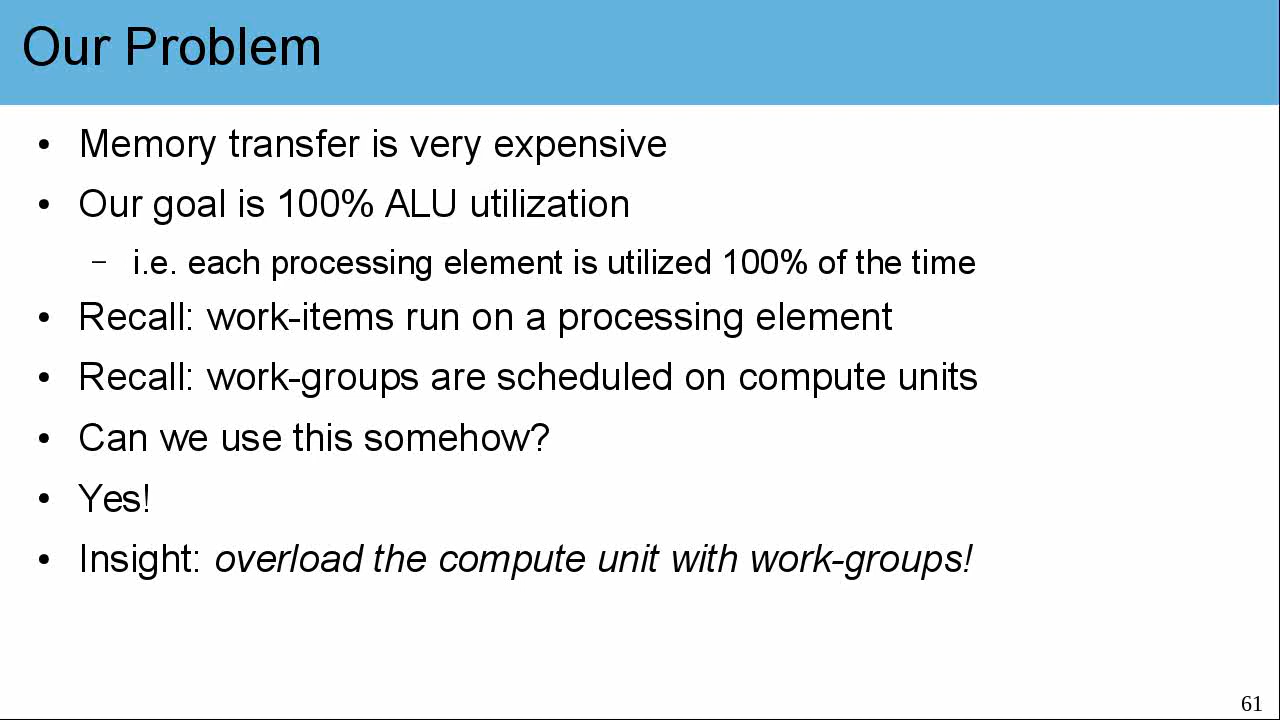 Our Problem
• Memory transfer is very expensive
• Our goal is 100% ALU utilization
– i.e. each processing element is utilized 100% of the time
• Recall: work-items run on a processing element
• Recall: work-groups are scheduled on compute units
• Can we use this somehow?
• Yes!
• Insight: overload the compute unit with work-groups!
61